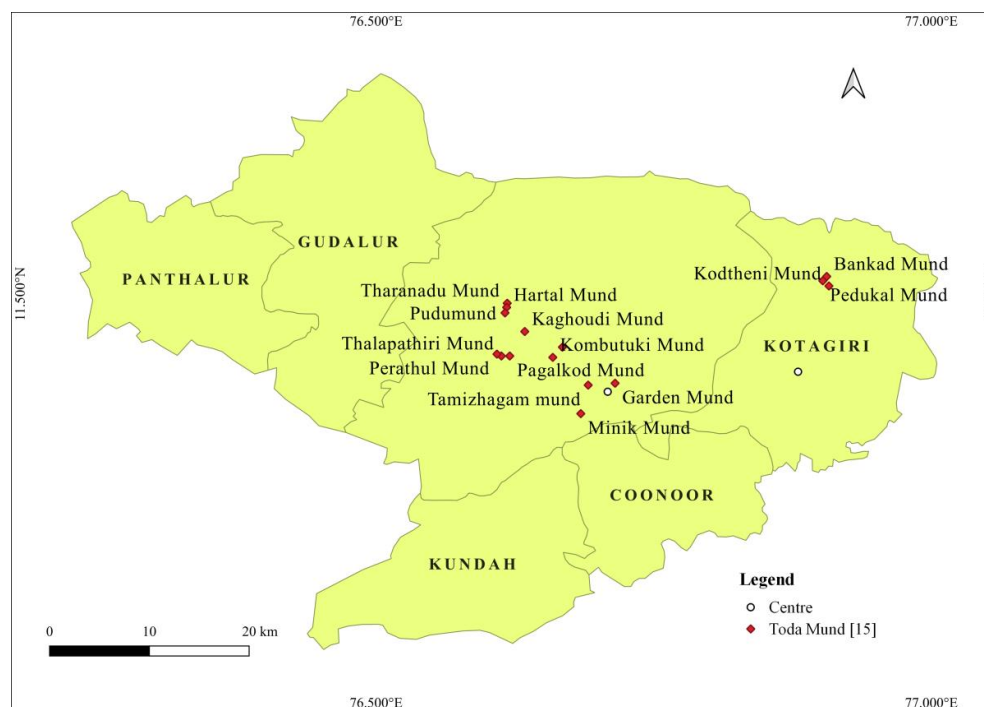 76.500°E
77.000°E
11.500°N
GUDALUR
PANTHALUR
Kodtheni Mund
Bankad Mund
Pedukal Mund
Tharanadu Mund
Hartal Mund
Pudumund
Kaghoudi Mund
Thalapathiri Mund
Kombutuki Mund
KOTAGIRI
Perathul Mund
Pagalkod Mund
Tamizhagam mund
Garden Mund
Minik Mund
COONOOR
KUNDAH
Legend
Centre
Toda Mund [15]
0 10 20 km
76.500°E
77.000°E